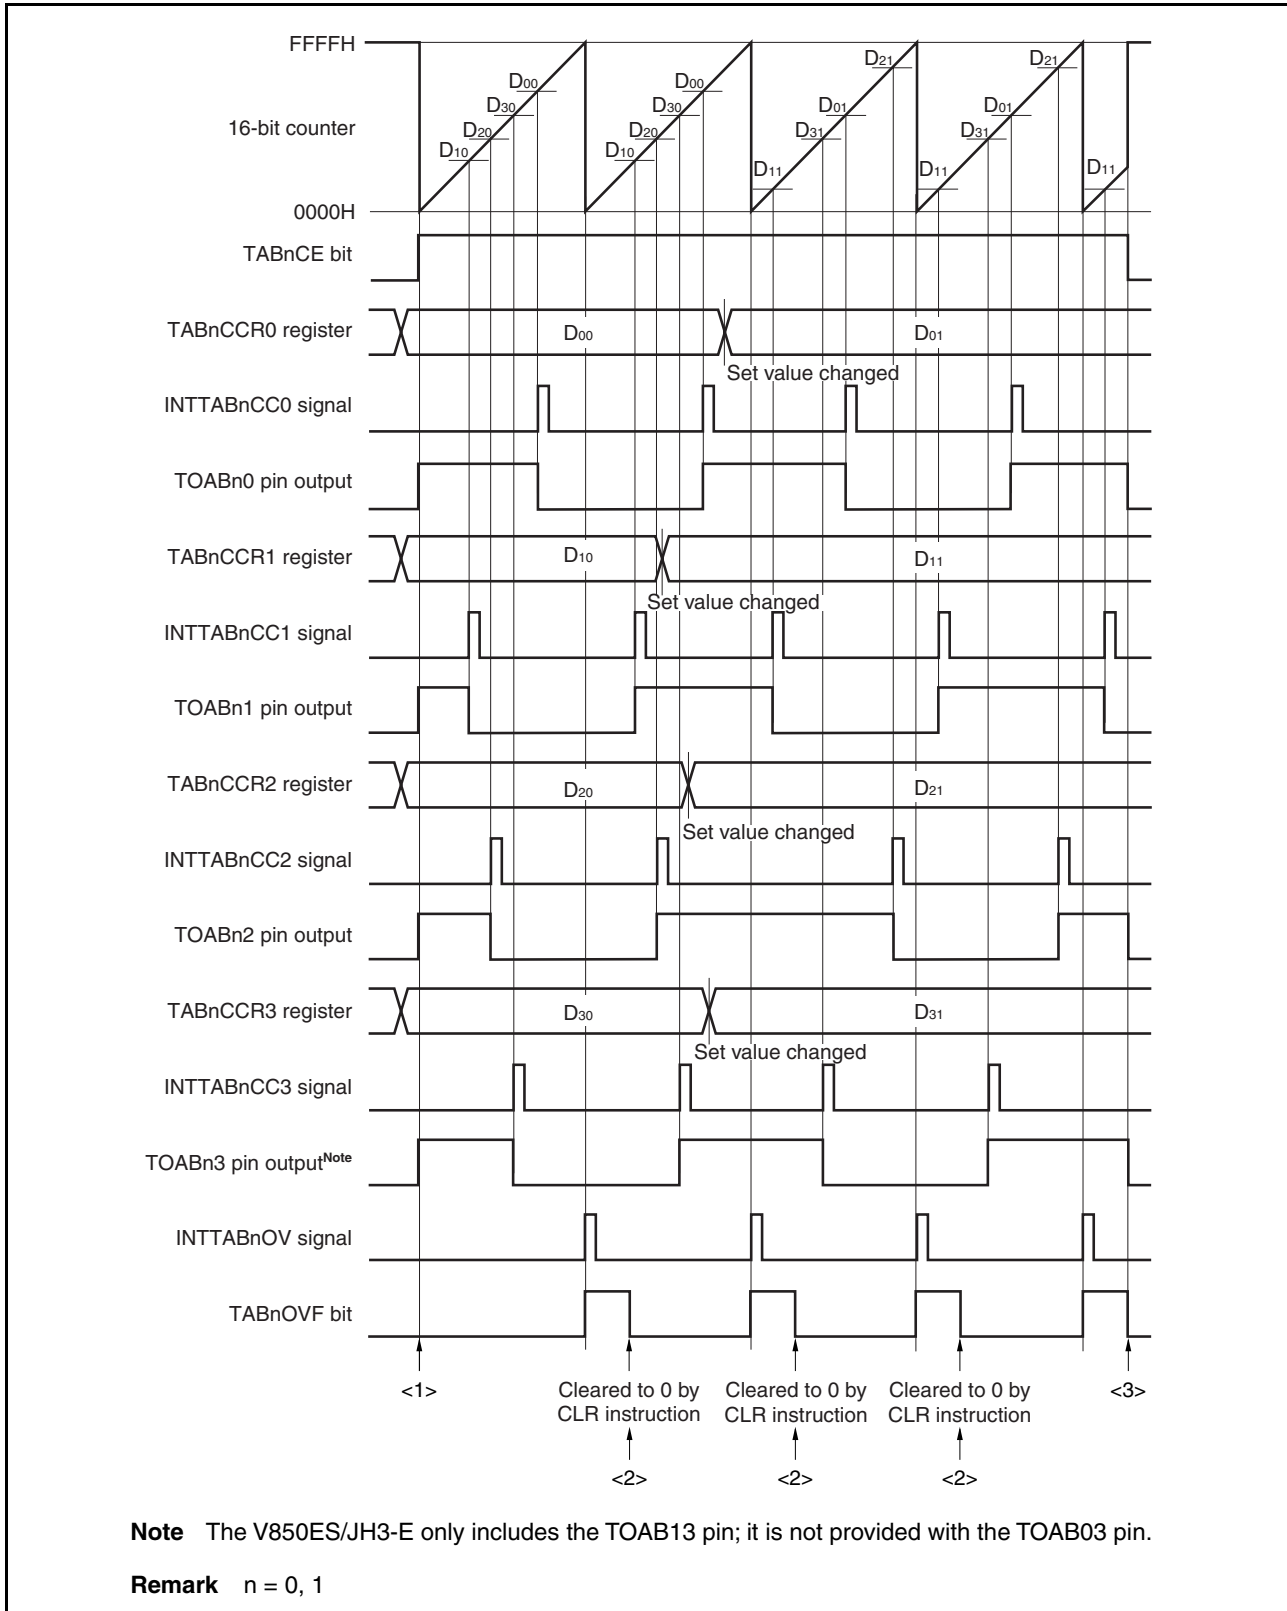 FFFFH
16-bit counter
0000H
D10
D20
D30
D00
D10
D20
D30
D00
D11
D31
D01
D21
D11
D31
D01
D21
D11
TABnCE bit
TABnCCR0 register
D00
D01
Set value changed
INTTABnCC0 signal
TOABn0 pin output
TABnCCR1 register
D10
D11
Set value changed
INTTABnCC1 signal
TOABn1 pin output
TABnCCR2 register
D20
D21
Set value changed
INTTABnCC2 signal
TOABn2 pin output
TABnCCR3 register
D30
D31
Set value changed
INTTABnCC3 signal
TOABn3 pin outputNote
INTTABnOV signal
TABnOVF bit
<1>
Cleared to 0 by
CLR instruction
<2>
Cleared to 0 by
CLR instruction
<2>
Cleared to 0 by
CLR instruction
<2>
<3>
Note The V850ES/JH3-E only includes the TOAB13 pin; it is not provided with the TOAB03 pin.
Remark n = 0, 1